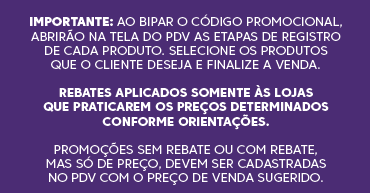 IMPORTANTE: AO BIPAR O CÓDIGO PROMOCIONAL,
ABRIRÃO NA TELA DO PDV AS ETAPAS DE REGISTRO
DE CADA PRODUTO. SELECIONE OS PRODUTOS
QUE O CLIENTE DESEJA E FINALIZE A VENDA.
REBATES APLICADOS SOMENTE ÀS LOJAS
QUE PRATICAREM OS PREÇOS DETERMINADOS
CONFORME ORIENTAÇÕES.
PROMOÇÕES SEM REBATE OU COM REBATE,
MAS SÓ DE PREÇO, DEVEM SER CADASTRADAS
NO PDV COM O PREÇO DE VENDA SUGERIDO.